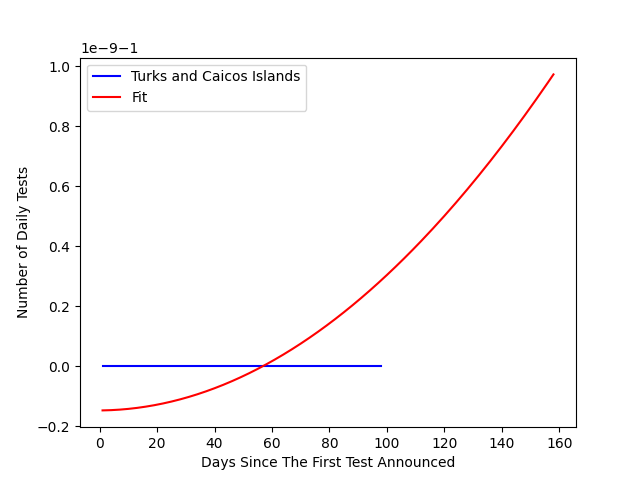 1e−9−1
Turks and Caicos Islands
Fit
1.0
0.8
0.6
0.4
0.2
0.0
−0.2
Number of Daily Tests
0 20 40 60 80 100 120 140 160
Days Since The First Test Announced